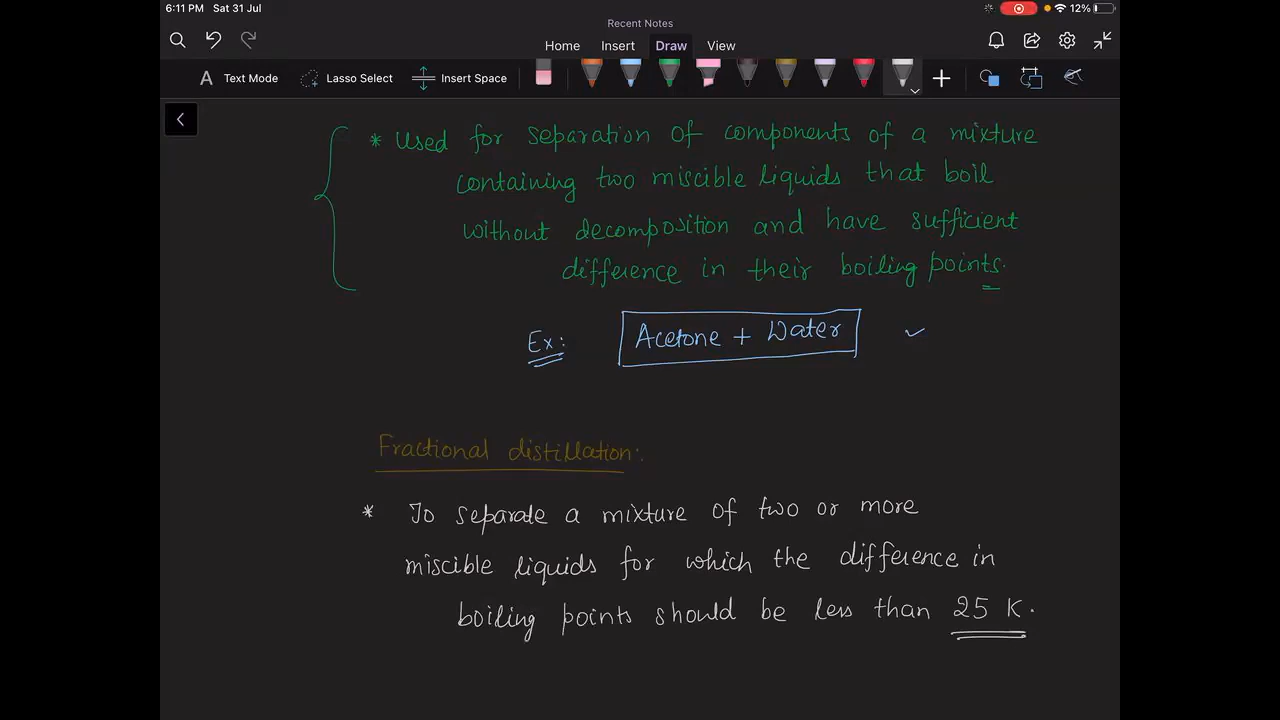 6:11 PM Sat 31 Jul
12%
Recent Notes
Home Insert Draw View
Text Mode Lasso Select Insert Space
* Used for separation of components of a mixture
containing two miscible liquids that boil
without decomposition and have sufficient
difference in their boiling points.
Ex: Acetone + Water
Fractional distillation:
* To separate a mixture of two or more
miscible liquids for which the difference in
boiling points should be less than 25 K.